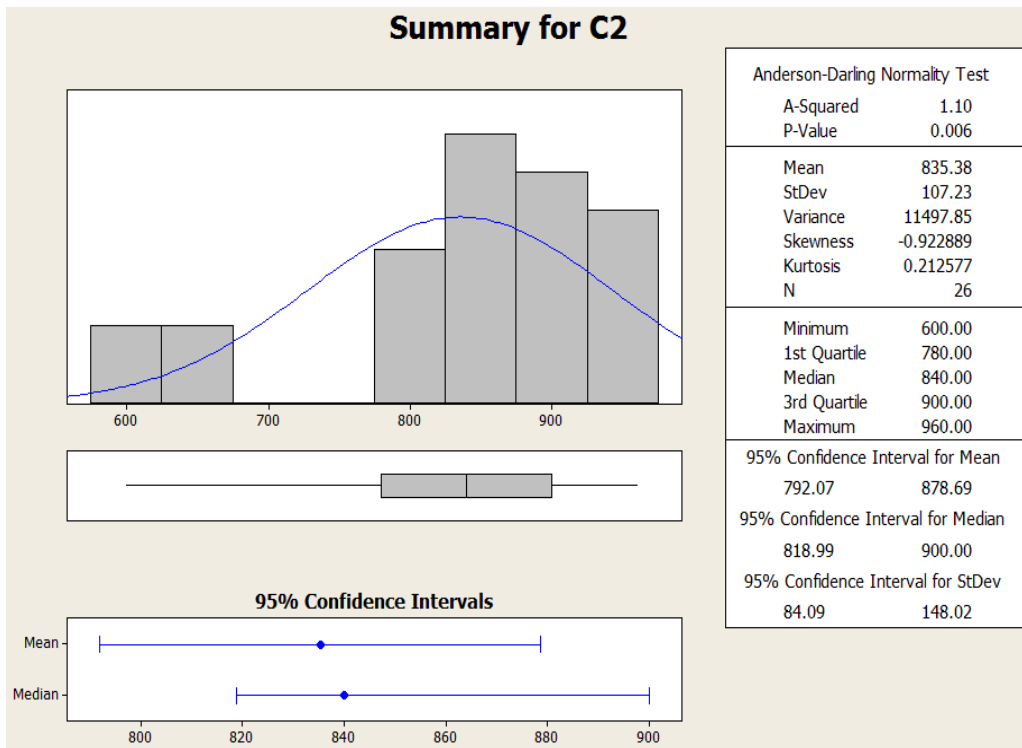 Summary for C2
600 700 800 900
95% Confidence Intervals
Mean
Median
800 820 840 860 880 900
Anderson-Darling Normality Test
A-Squared 1.10
P-Value 0.006
Mean 835.38
StDev 107.23
Variance 11497.85
Skewness -0.922889
Kurtosis 0.212577
N 26
Minimum 600.00
1st Quartile 780.00
Median 840.00
3rd Quartile 900.00
Maximum 960.00
95% Confidence Interval for Mean
792.07 878.69
95% Confidence Interval for Median
818.99 900.00
95% Confidence Interval for StDev
84.09 148.02